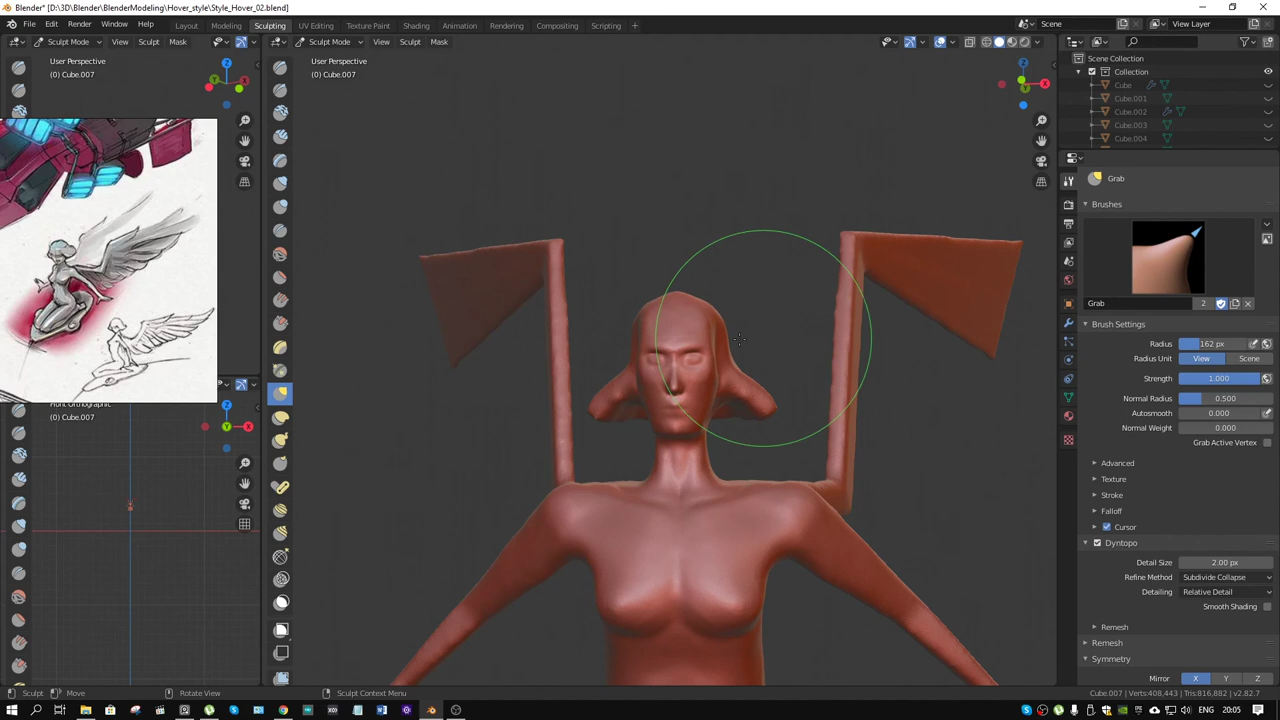 Blender* [D:\3D\Blender\BlenderModeling\Hover_style\Style_Hover_02.blend]
File Edit Render Window Help Layout Modeling Sculpting UV Editing Texture Paint Shading Animation Rendering Compositing Scripting + Scene View Layer
Sculpt Mode View Sculpt Mask Sculpt Mode View Sculpt Mask
User Perspective
(0) Cube.007
User Perspective
(0) Cube.007
Scene Collection
Collection
Cube
Cube.001
Cube.002
Cube.003
Cube.004
Grab
Brushes
Grab 2
Brush Settings
Radius 162 px
Radius Unit View Scene
Strength 1.000
Normal Radius 0.500
Autosmooth 0.000
Normal Weight 0.000
Grab Active Vertex
Advanced
Texture
Stroke
Falloff
Cursor
Dyntopo
Detail Size 2.00 px
Refine Method Subdivide Collapse
Detailing Relative Detail
Smooth Shading
Remesh
Remesh
Symmetry
Mirror X Y Z
(0) Cube.007
Sculpt Move Rotate View Sculpt Context Menu Cube.007 | Verts:408,443 | Tris:816,882 | v2.82.7
ENG 20:05